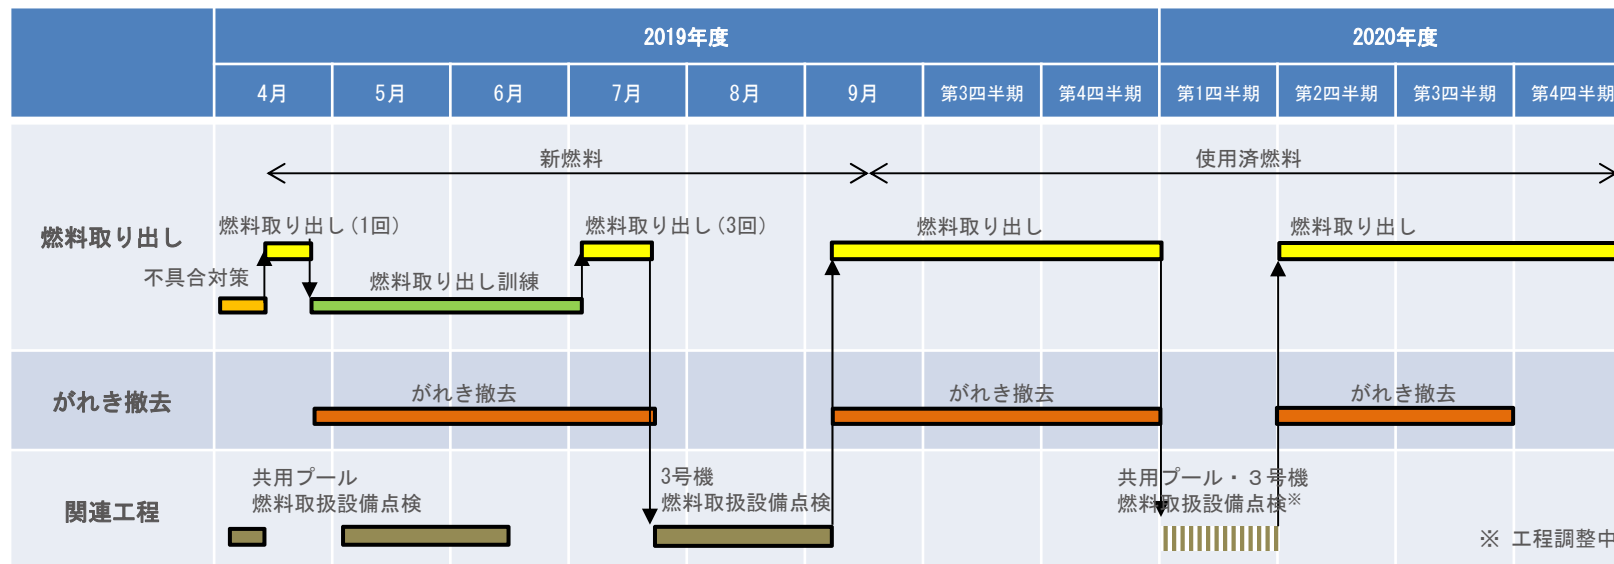 2019年度
2020年度
4月
5月
6月
7月
8月
9月
第3四半期
第4四半期
第1四半期
第2四半期
第3四半期
第4四半期
新燃料
使用済燃料
燃料取り出し
燃料取り出し(1回)
燃料取り出し(3回)
燃料取り出し
燃料取り出し
不具合対策
燃料取り出し訓練
がれき撤去
がれき撤去
がれき撤去
がれき撤去
関連工程
共用プール
燃料取扱設備点検
3号機
燃料取扱設備点検
共用プール・３号機
燃料取扱設備点検※
※ 工程調整中